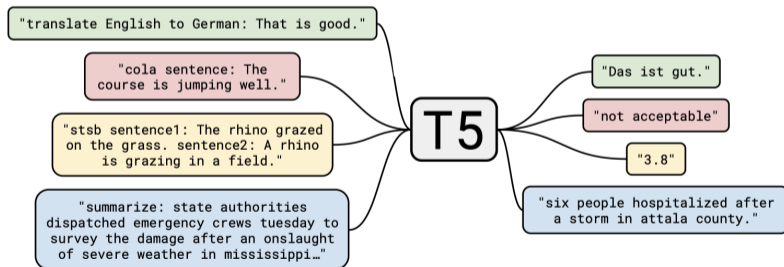 "translate English to German: That is good."
"cola sentence: The
course is jumping well."
"stsb sentence1: The rhino grazed
on the grass. sentence2: A rhino
is grazing in a field."
"summarize: state authorities
dispatched emergency crews tuesday to
survey the damage after an onslaught
of severe weather in mississippi…"
T5
"Das ist gut."
"not acceptable"
"3.8"
"six people hospitalized after
a storm in attala county."